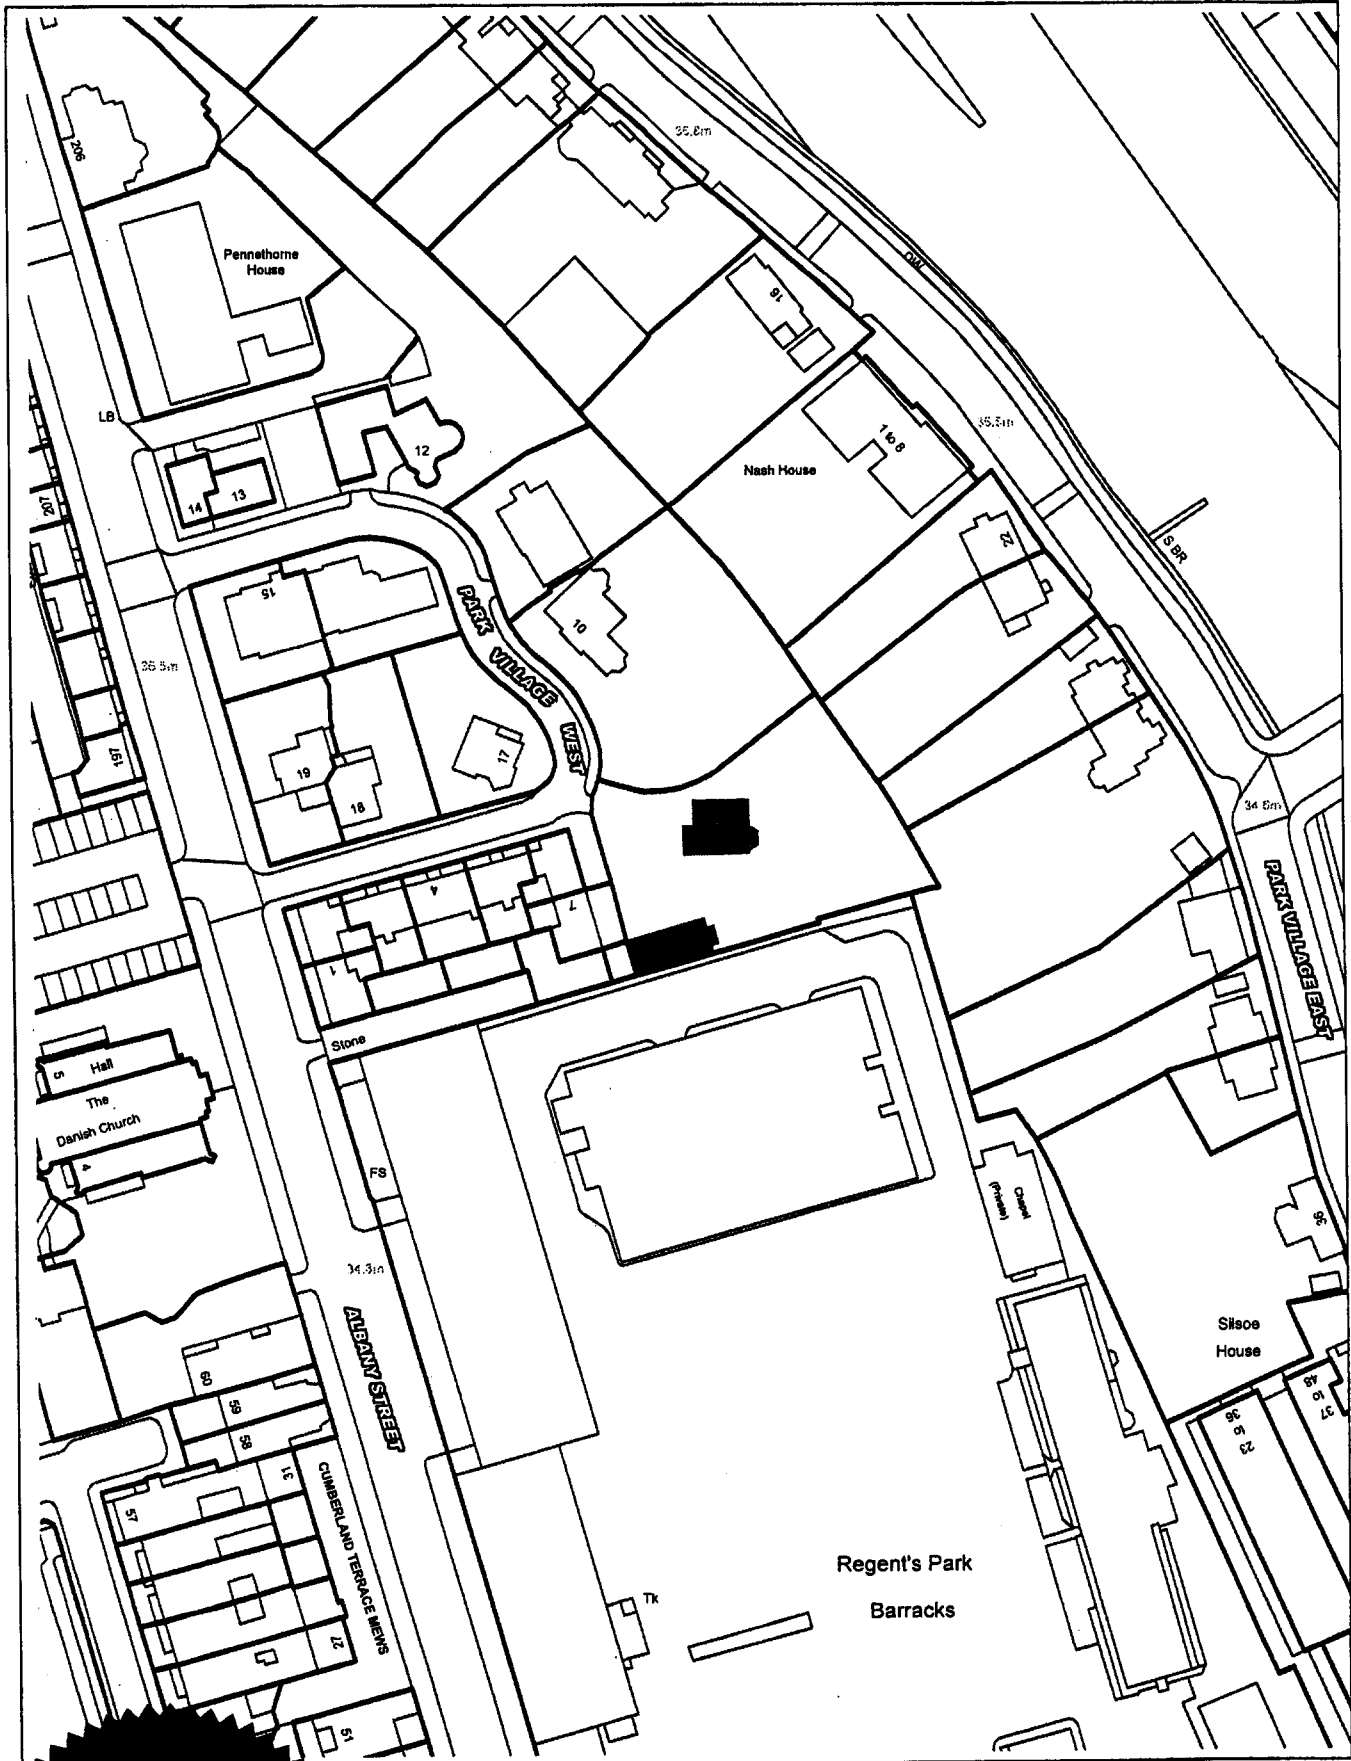 206
35.8m
Pennethorne
House
DW
16
LB
12
35.5m
1 to 8
Nash House
13
14
207
22
S BR
15
PARK VILLAGE WEST
10
36.5m
197
19
17
18
34.6m
4
7
1
PARK VILLAGE EAST
Stone
Hall
5
The
Danish Church
4
FS
Chapel
(Private)
36
34.3m
Silsoe
House
ALBANY STREET
60
59
58
31
57
CUMBERLAND TERRACE MEWS
37 to 48
23 to 36
Regent's Park
Barracks
Tk
27
51